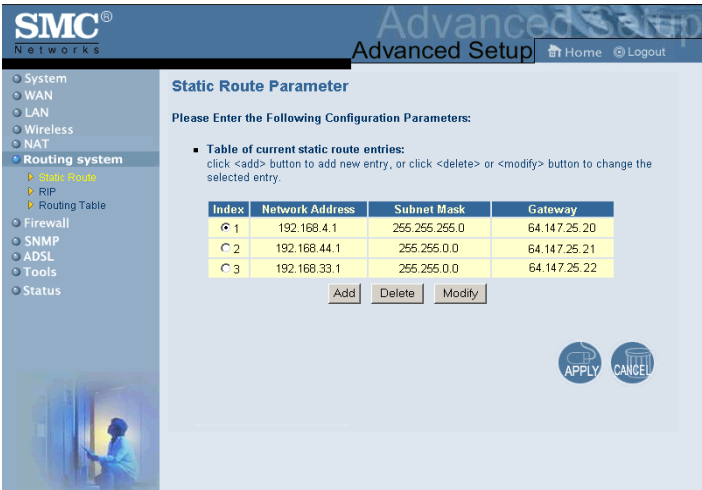 SMC®
Networks
Advanced Setup
Advanced Setup
Home
Logout
System
WAN
LAN
Wireless
NAT
Routing system
Static Route
RIP
Routing Table
Firewall
SNMP
ADSL
Tools
Status
Static Route Parameter
Please Enter the Following Configuration Parameters:
Table of current static route entries:
click <add> button to add new entry, or click <delete> or <modify> button to change the
selected entry.
Index Network Address Subnet Mask Gateway
1 192.168.4.1 255.255.255.0 64.147.25.20
2 192.168.44.1 255.255.0.0 64.147.25.21
3 192.168.33.1 255.255.0.0 64.147.25.22
Add Delete Modify
APPLY CANCEL